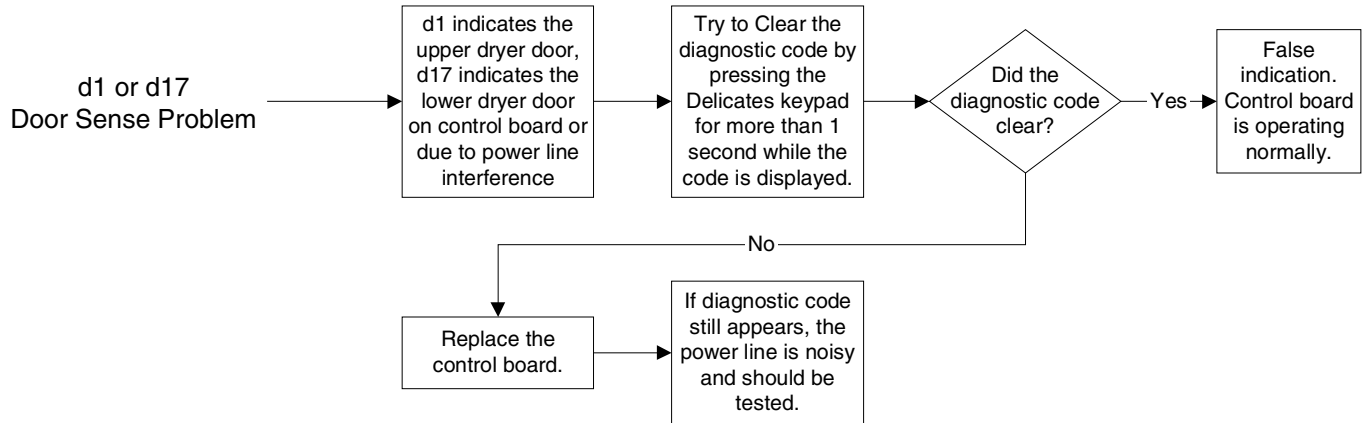 d1 or d17
Door Sense Problem
d1 indicates the
upper dryer door,
d17 indicates the
lower dryer door
on control board or
due to power line
interference
Try to Clear the
diagnostic code by
pressing the
Delicates keypad
for more than 1
second while the
code is displayed.
Did the
diagnostic code
clear?
Yes
False
indication.
Control board
is operating
normally.
No
Replace the
control board.
If diagnostic code
still appears, the
power line is noisy
and should be
tested.